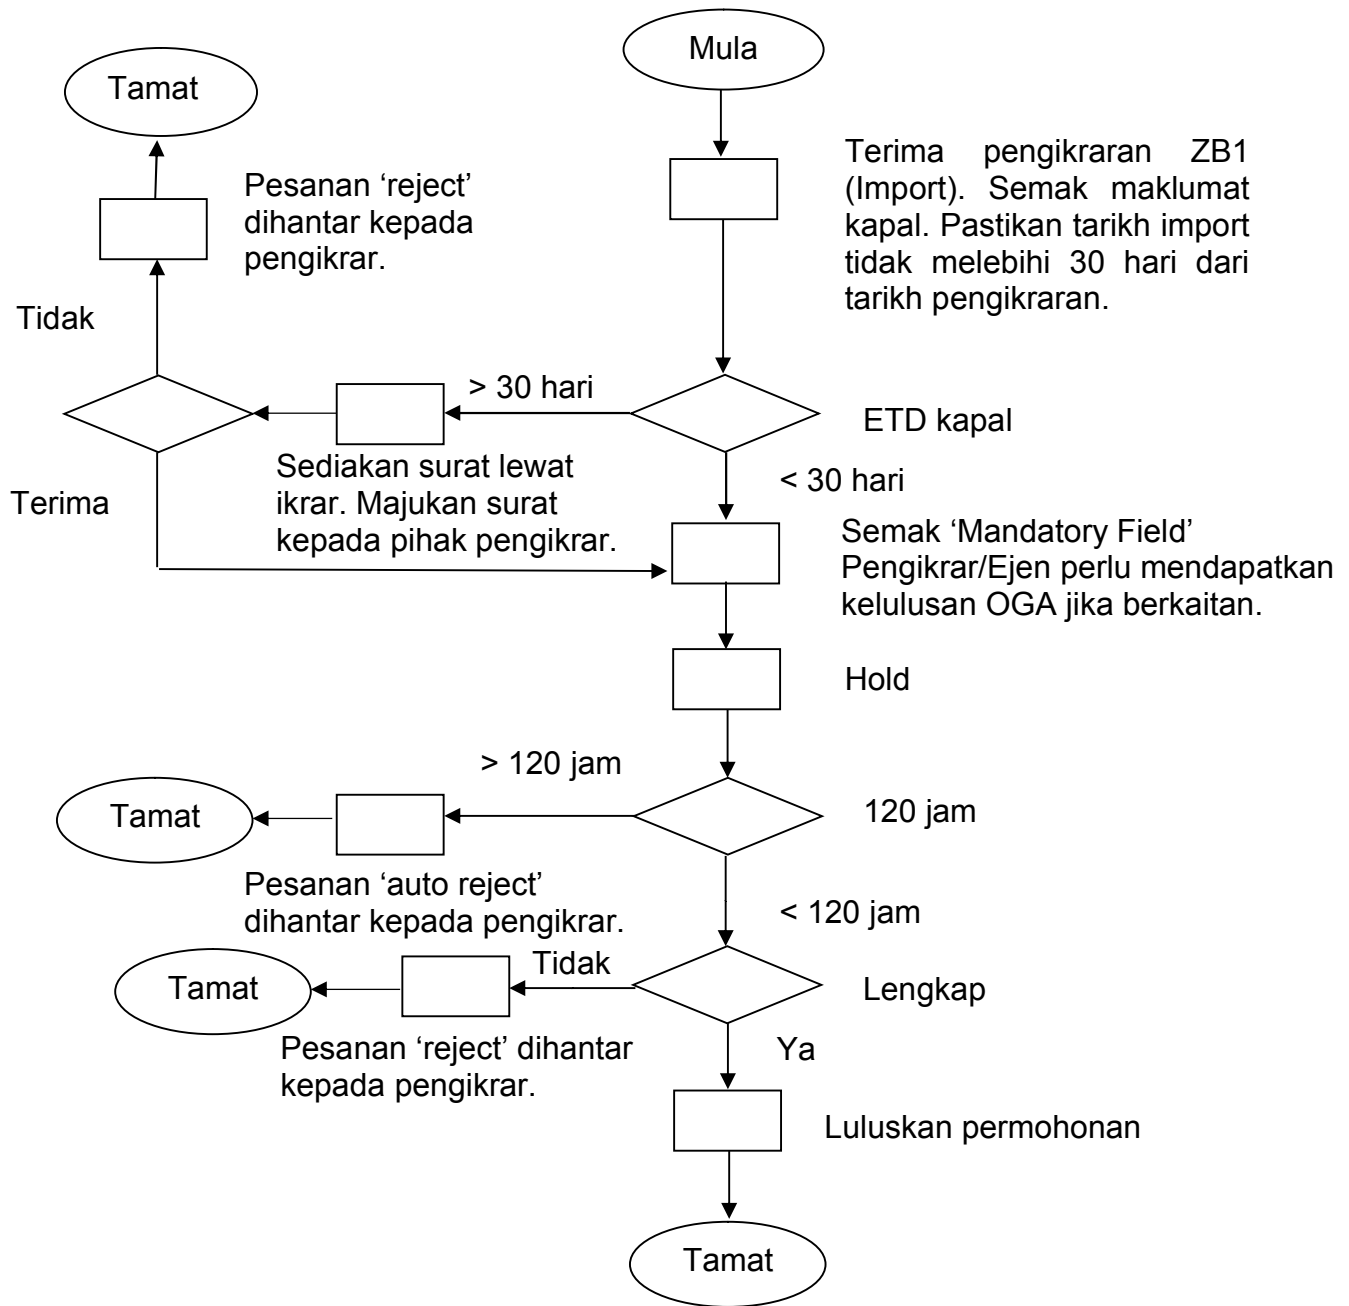 Mula
Tamat
Terima pengikraran ZB1
(Import). Semak maklumat
kapal. Pastikan tarikh import
tidak melebihi 30 hari dari
tarikh pengikraran.
Pesanan ‘reject’
dihantar kepada
pengikrar.
Tidak
> 30 hari
ETD kapal
Sediakan surat lewat
ikrar. Majukan surat
kepada pihak pengikrar.
< 30 hari
Terima
Semak ‘Mandatory Field’
Pengikrar/Ejen perlu mendapatkan
kelulusan OGA jika berkaitan.
Hold
> 120 jam
120 jam
Tamat
Pesanan ‘auto reject’
dihantar kepada pengikrar.
< 120 jam
Tidak
Tamat
Lengkap
Pesanan ‘reject’ dihantar
kepada pengikrar.
Ya
Luluskan permohonan
Tamat